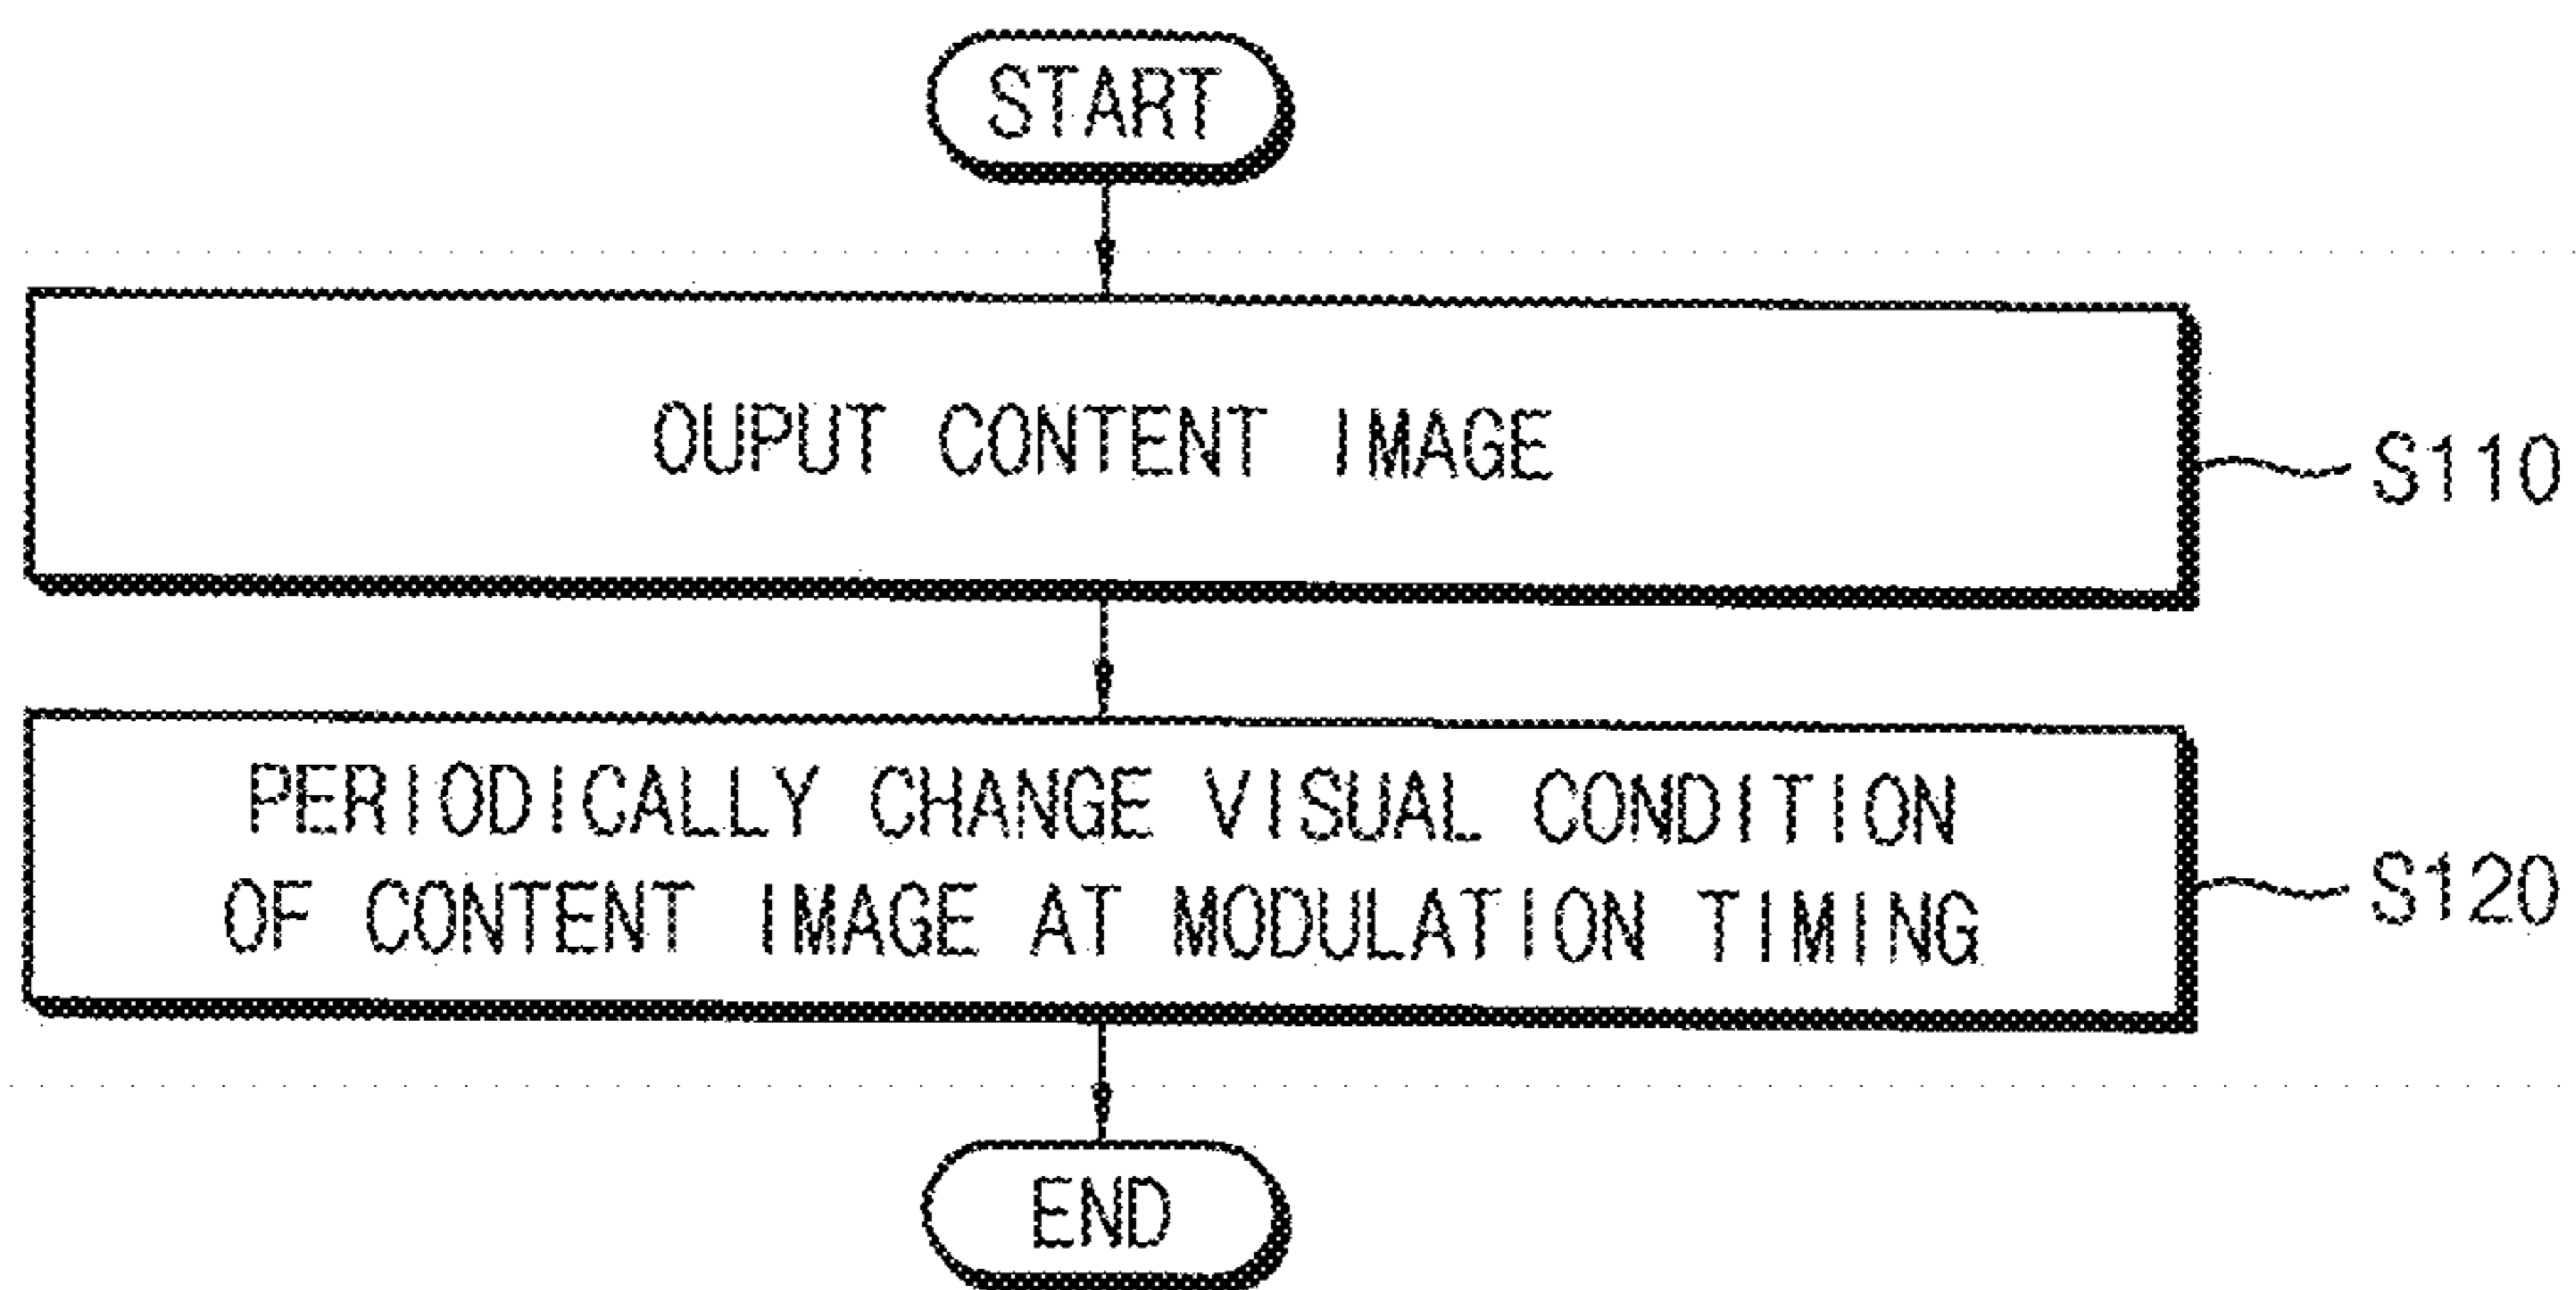 START
OUPUT CONTENT IMAGE
S110
PERIODICALLY CHANGE VISUAL CONDITION
OF CONTENT IMAGE AT MODULATION TIMING
S120
END